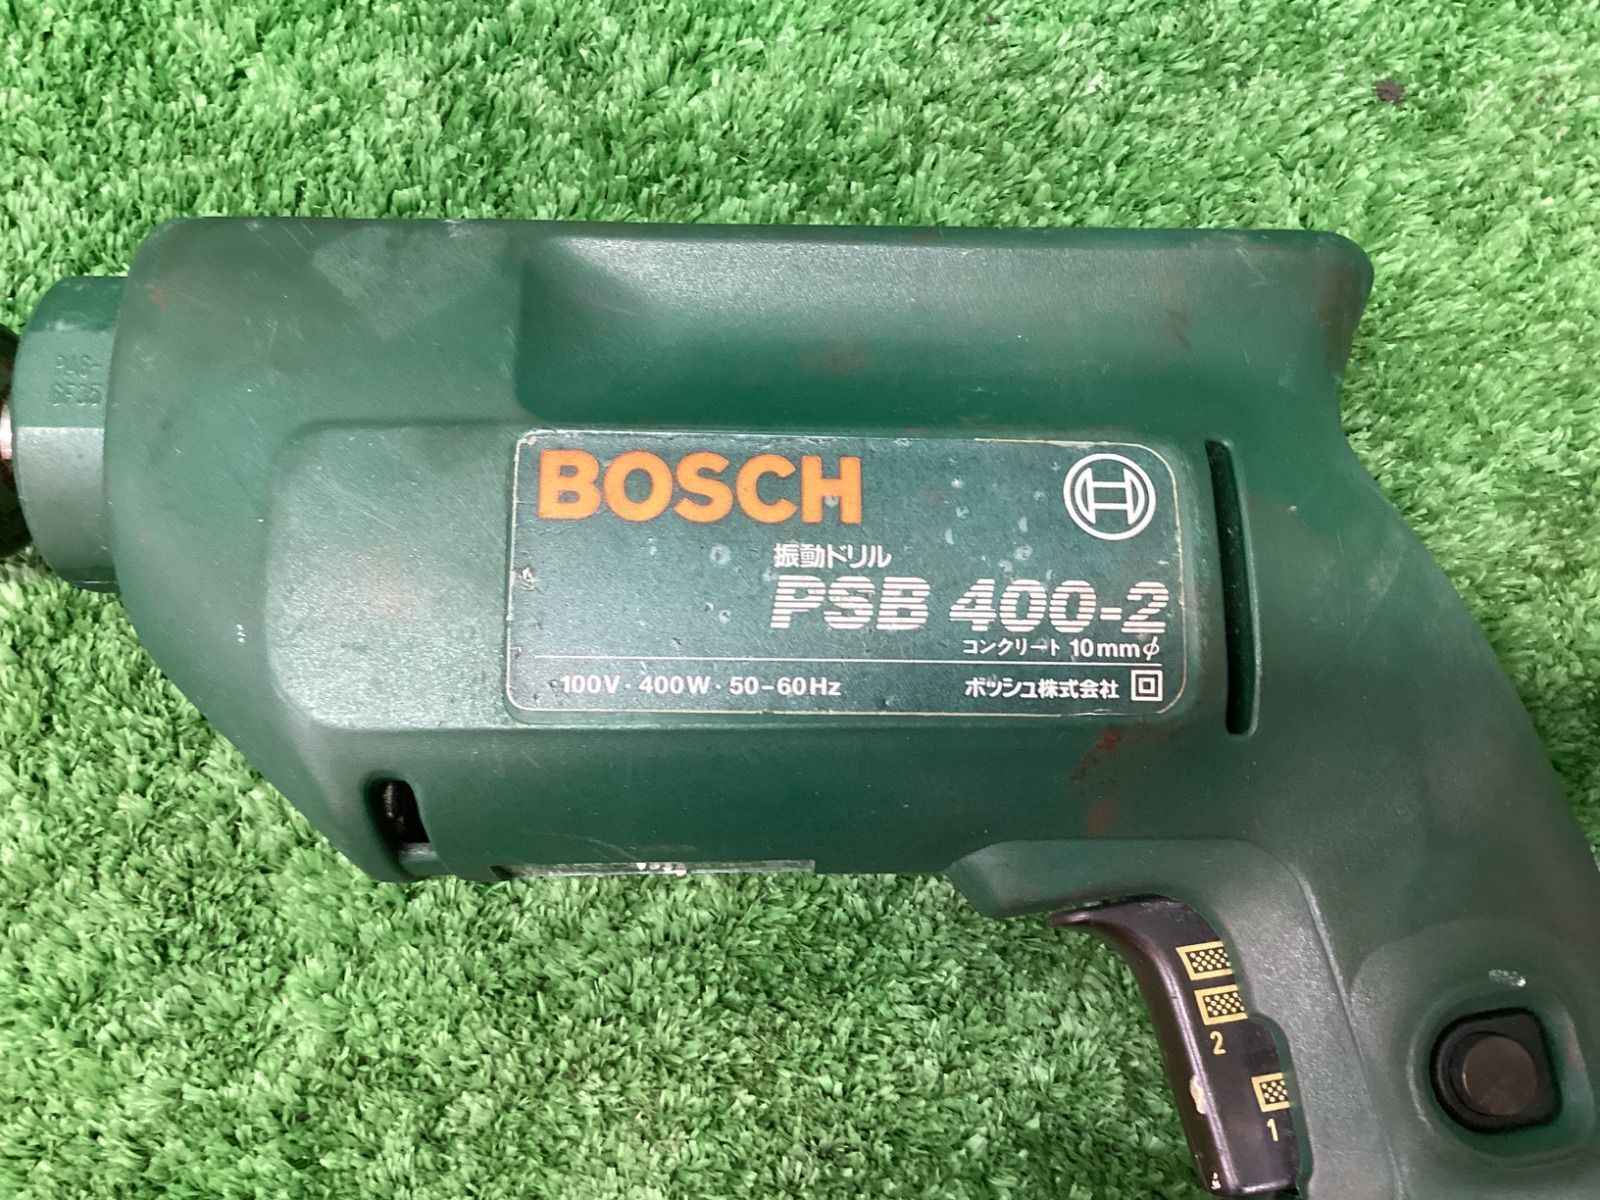 BOSCH
振動ドリル
PSB 400-2
コンクリート 10mmφ
100V・400W・50-60Hz
ボッシュ株式会社
2
1